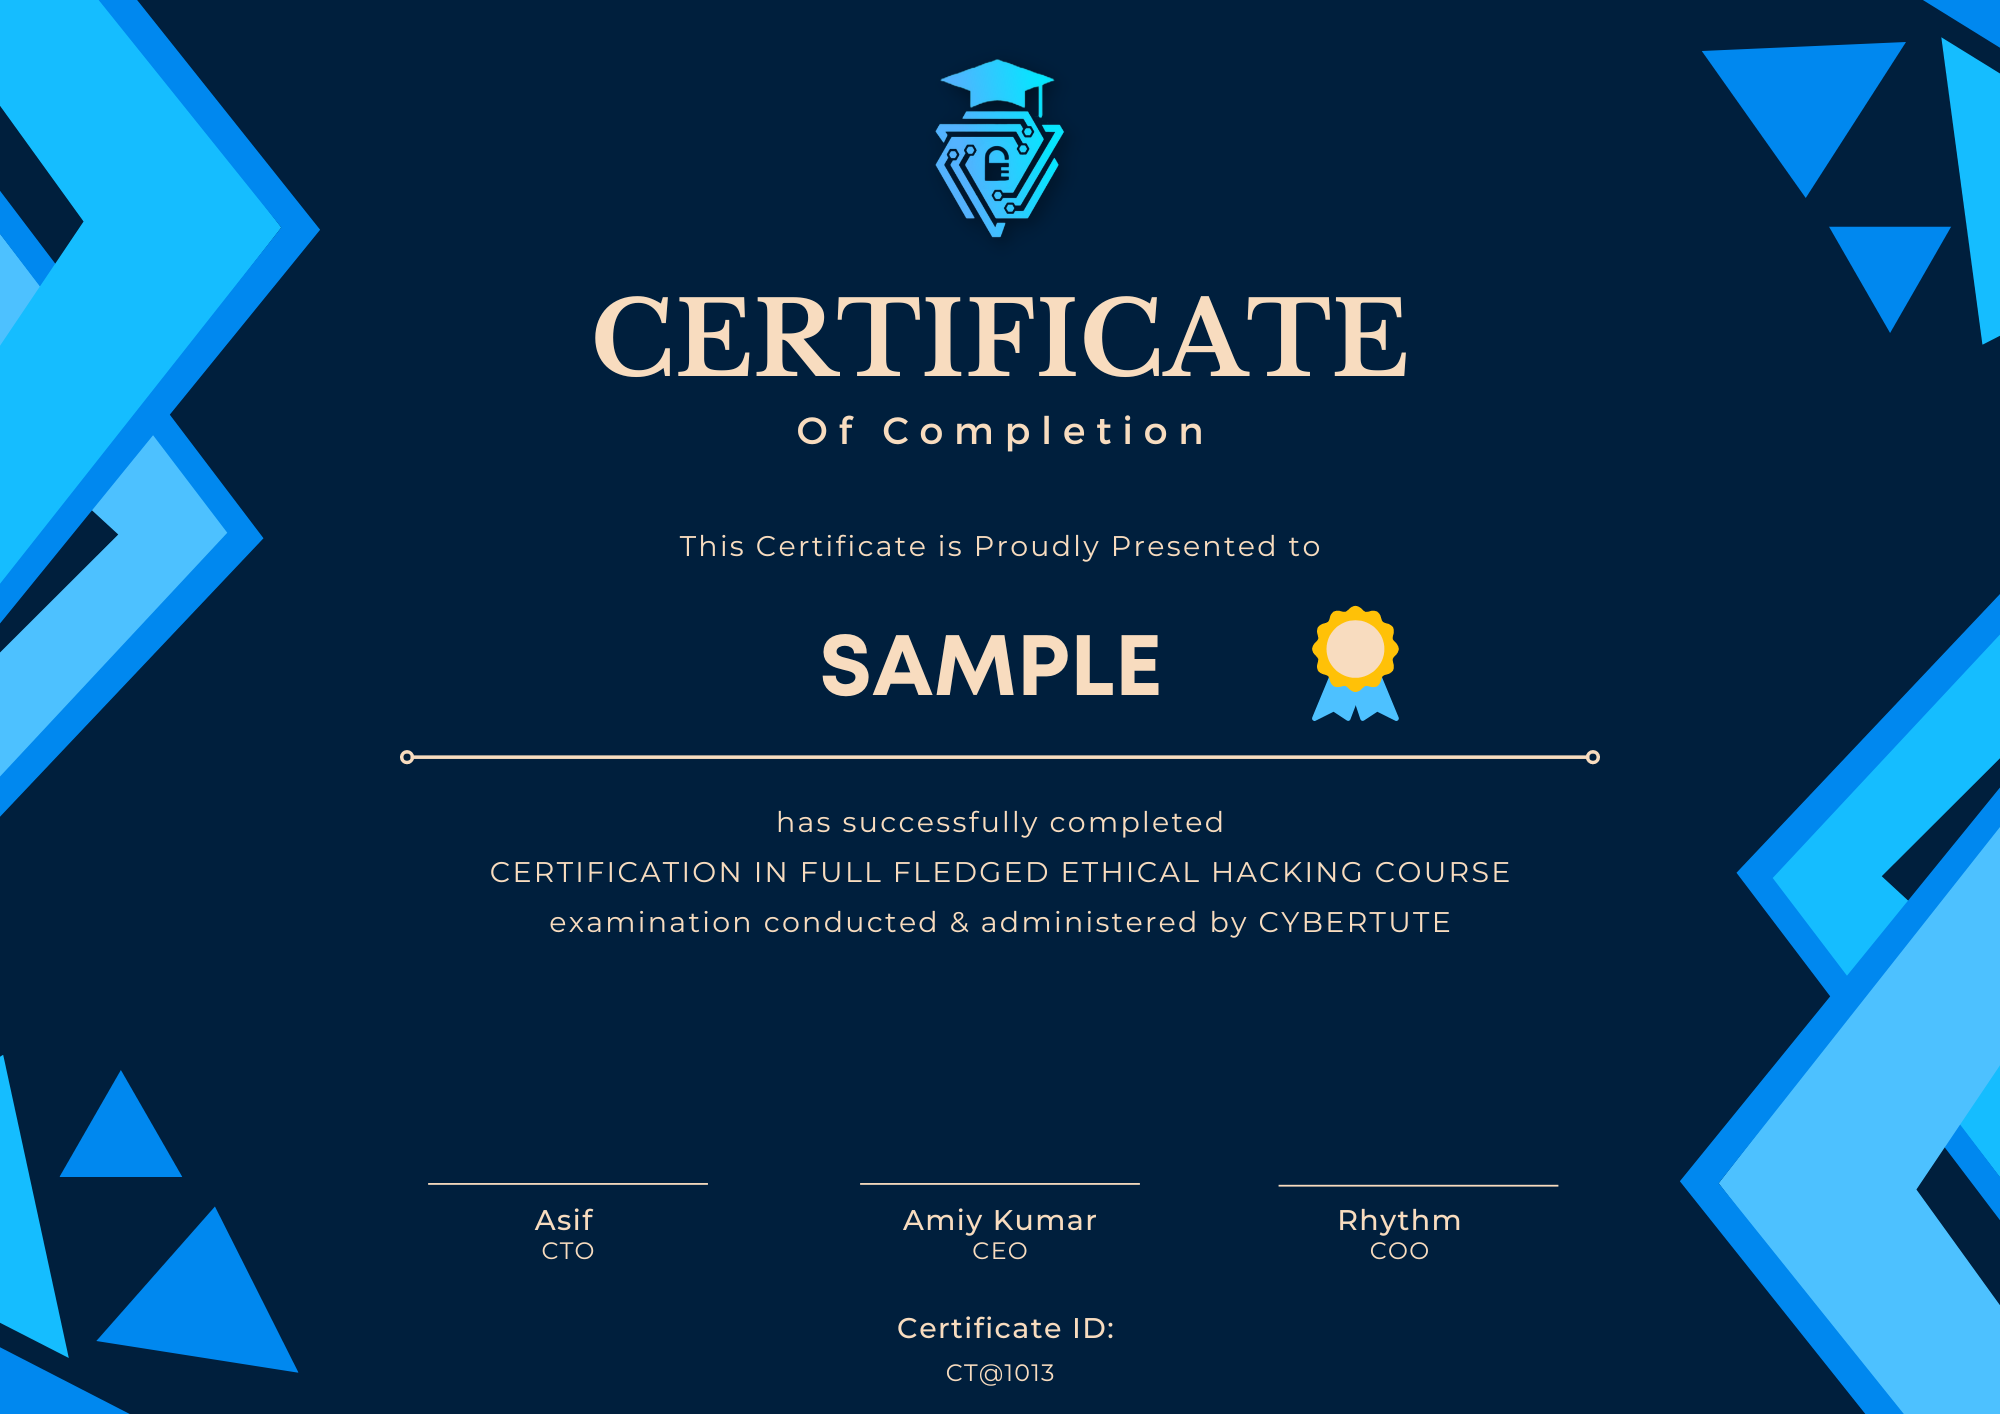 CERTIFICATE
Of Completion
This Certificate is Proudly Presented to
SAMPLE
has successfully completed
CERTIFICATION IN FULL FLEDGED ETHICAL HACKING COURSE
examination conducted & administered by CYBERTUTE
Asif
CTO
Amiy Kumar
CEO
Rhythm
COO
Certificate ID:
CT@1013